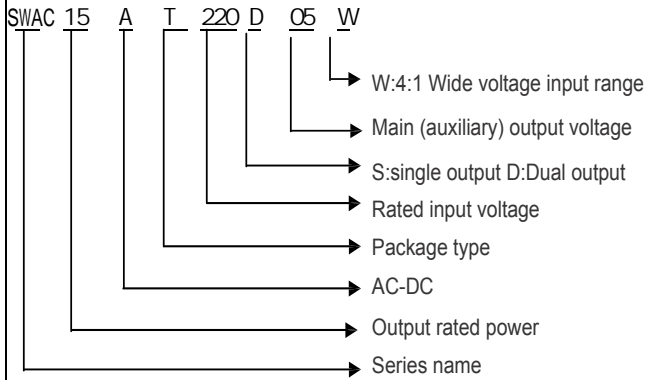 SWAC 15 A T 220 D 05 W
W:4:1 Wide voltage input range
Main (auxiliary) output voltage
S:single output D:Dual output
Rated input voltage
Package type
AC-DC
Output rated power
Series name